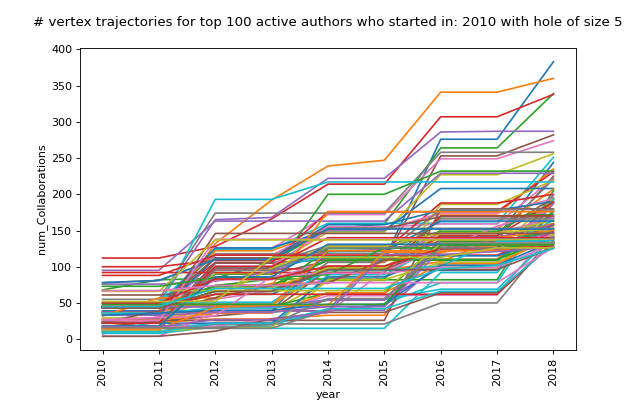 # vertex trajectories for top 100 active authors who started in: 2010 with hole of size 5
400
350
300
250
200
150
100
50
0
num_Collaborations
2010 2011 2012 2013 2014 2015 2016 2017 2018
year